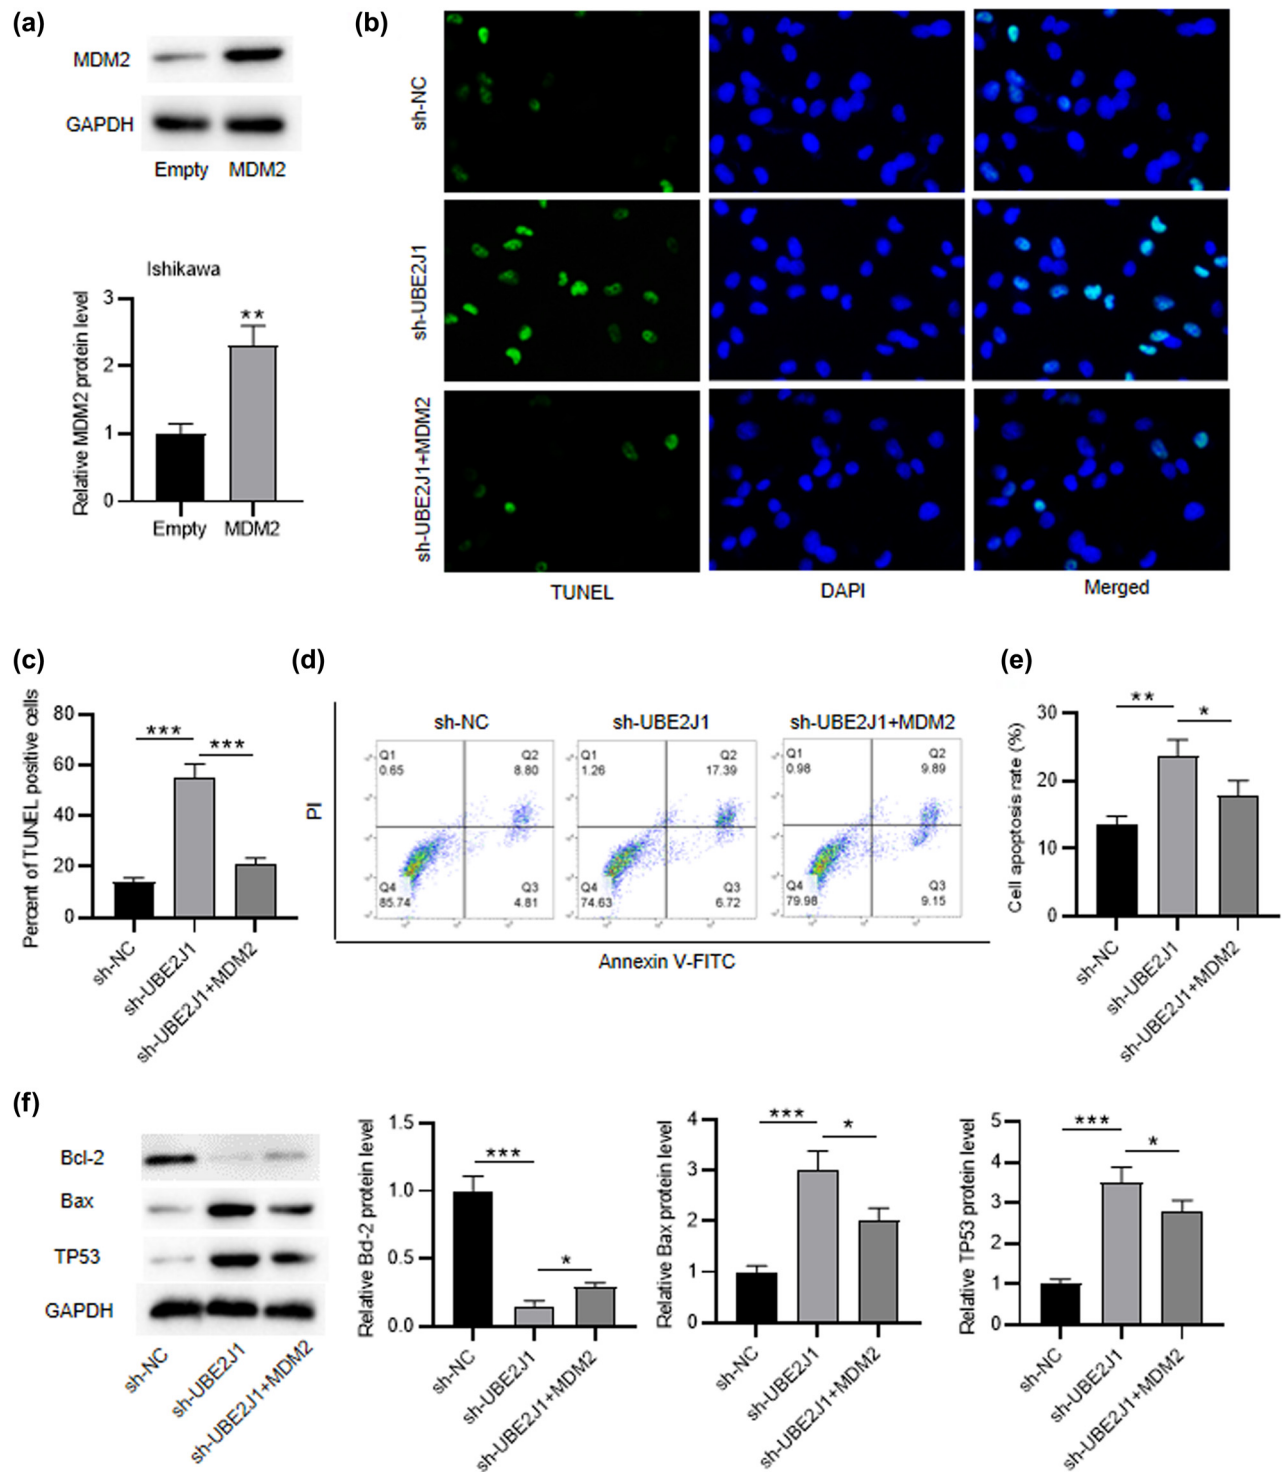 (a)
MDM2
GAPDH
Empty MDM2
Ishikawa
**
Relative MDM2 protein level
3
2
1
0
Empty MDM2
(b)
sh-NC
sh-UBE2J1
sh-UBE2J1+MDM2
TUNEL DAPI Merged
(c)
Percent of TUNEL positive cells
80
60
40
20
0
*** ***
sh-NC
sh-UBE2J1
sh-UBE2J1+MDM2
(d)
sh-NC sh-UBE2J1 sh-UBE2J1+MDM2
PI
Q1 0.65 Q2 8.80
Q4 85.74 Q3 4.81
Q1 1.26 Q2 17.39
Q4 74.63 Q3 6.72
Q1 0.98 Q2 9.89
Q4 79.98 Q3 9.15
Annexin V-FITC
(e)
Cell apoptosis rate (%)
30
20
10
0
** *
sh-NC
sh-UBE2J1
sh-UBE2J1+MDM2
(f)
Bcl-2
Bax
TP53
GAPDH
sh-NC
sh-UBE2J1
sh-UBE2J1+MDM2
Relative Bcl-2 protein level
1.5
1.0
0.5
0.0
***
*
sh-NC
sh-UBE2J1
sh-UBE2J1+MDM2
Relative Bax protein level
4
3
2
1
0
***
*
sh-NC
sh-UBE2J1
sh-UBE2J1+MDM2
Relative TP53 protein level
5
4
3
2
1
0
***
*
sh-NC
sh-UBE2J1
sh-UBE2J1+MDM2